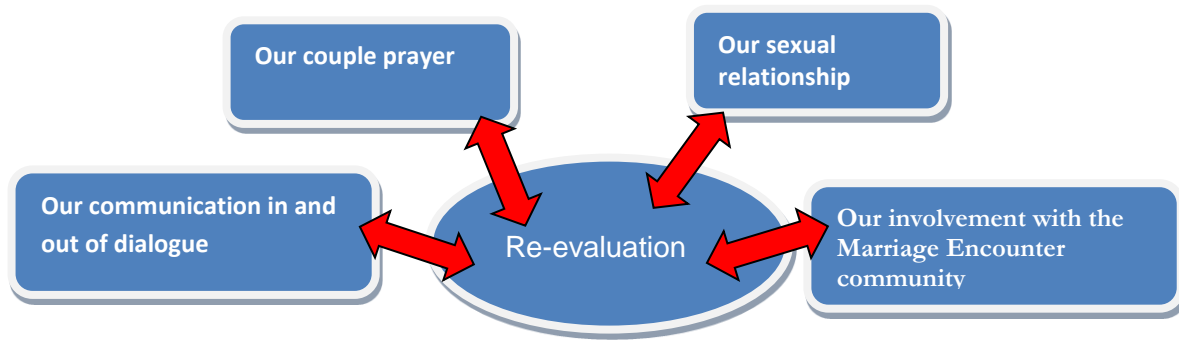 Our couple prayer
Our sexual
relationship
Our communication in and
out of dialogue
Re-evaluation
Our involvement with the
Marriage Encounter
community